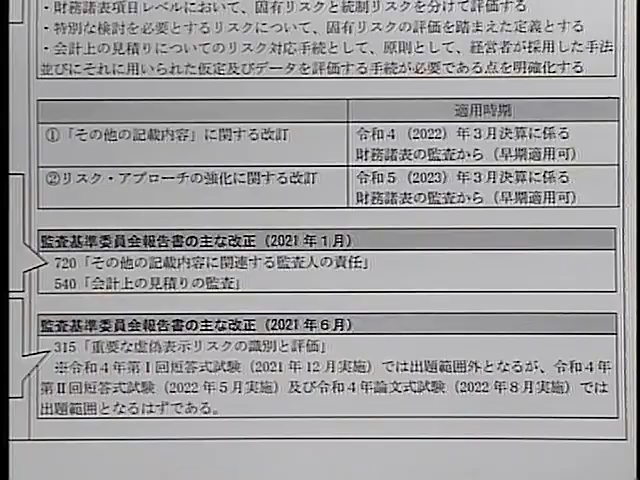 ・財務諸表項目レベルにおいて、固有リスクと統制リスクを分けて評価する
・特別な検討を必要とするリスクについて、固有リスクの評価を踏まえた定義とする
・会計上の見積りについてのリスク対応手続として、原則として、経営者が採用した手法
並びにそれに用いられた仮定及びデータを評価する手続が必要である点を明確化する
適用時期
①「その他の記載内容」に関する改訂
令和4（2022）年3月決算に係る
財務諸表の監査から（早期適用可）
②リスク・アプローチの強化に関する改訂
令和5（2023）年3月決算に係る
財務諸表の監査から（早期適用可）
監査基準委員会報告書の主な改正（2021年1月）
720「その他の記載内容に関連する監査人の責任」
540「会計上の見積りの監査」
監査基準委員会報告書の主な改正（2021年6月）
315「重要な虚偽表示リスクの識別と評価」
※令和4年第Ⅰ回短答式試験（2021年12月実施）では出題範囲外となるが、令和4年
第Ⅱ回短答式試験（2022年5月実施）及び令和4年論文式試験（2022年8月実施）では
出題範囲となるはずである。